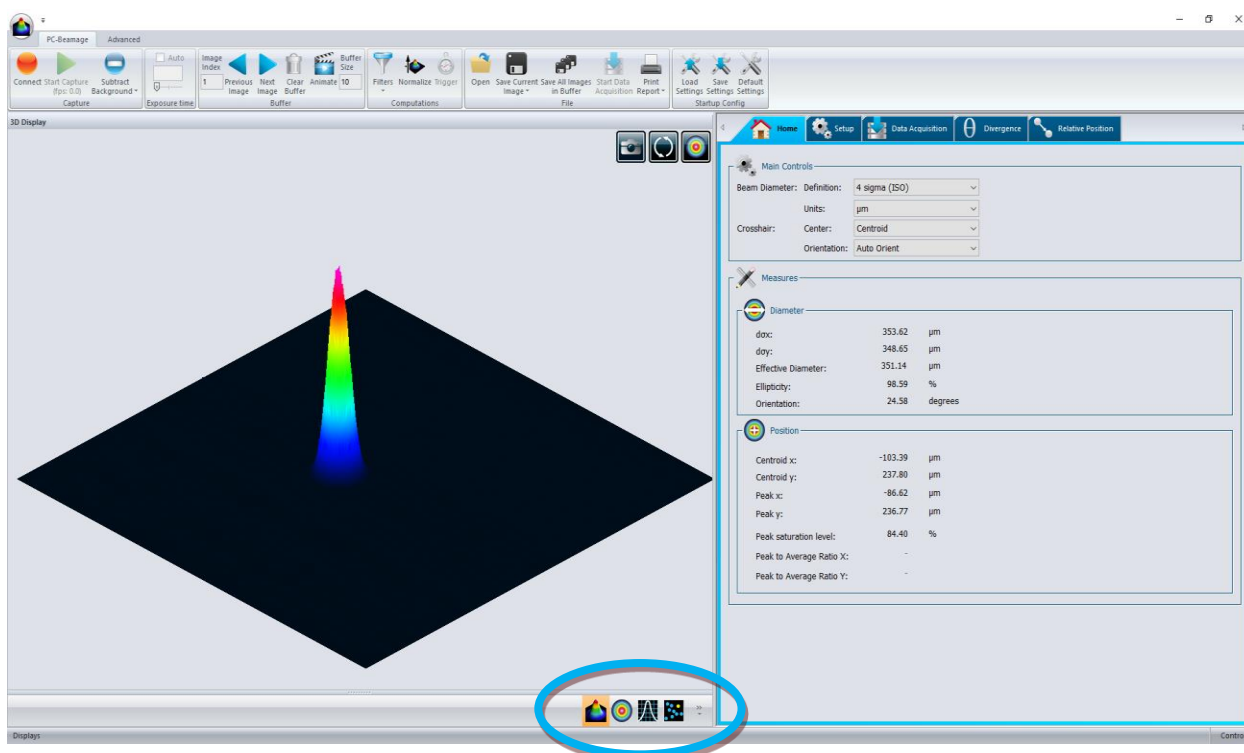 PC-Beamage Advanced
Connect Start Capture (fps: 0.0) Subtract Background
Capture
Auto
Exposure time
Image Index 1 Previous Image Next Image Clear Buffer Animate Buffer Size 10
Buffer
Filters Normalize Trigger
Computations
Open Save Current Image Save All Images in Buffer Start Data Acquisition Print Report
File
Load Settings Save Settings Default Settings
Startup Config
3D Display
Home Setup Data Acquisition Divergence Relative Position
Main Controls
Beam Diameter: Definition: 4 sigma (ISO)
Units: µm
Crosshair: Center: Centroid
Orientation: Auto Orient
Measures
Diameter
dσx: 353.62 µm
dσy: 348.65 µm
Effective Diameter: 351.14 µm
Ellipticity: 98.59 %
Orientation: 24.58 degrees
Position
Centroid x: -103.39 µm
Centroid y: 237.80 µm
Peak x: -86.62 µm
Peak y: 236.77 µm
Peak saturation level: 84.40 %
Peak to Average Ratio X: -
Peak to Average Ratio Y: -
Displays
Contro